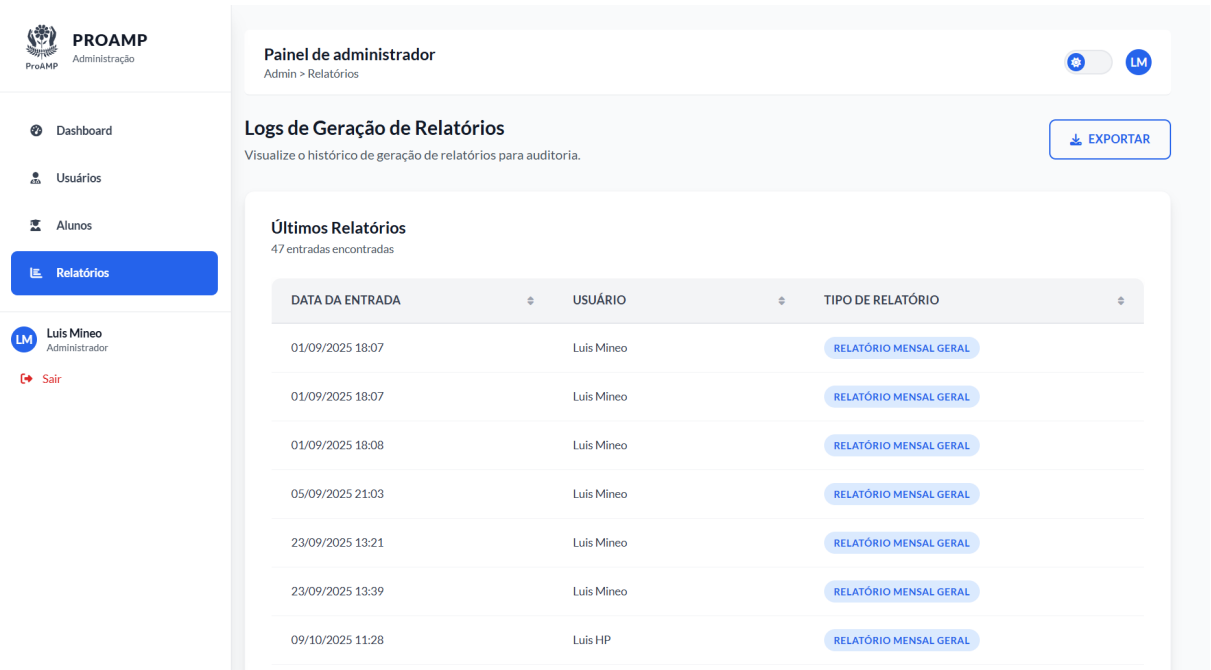 ProAMP
PROAMP
Administração
Dashboard
Usuários
Alunos
Relatórios
LM
Luis Mineo
Administrador
Sair
Painel de administrador
Admin > Relatórios
LM
Logs de Geração de Relatórios
Visualize o histórico de geração de relatórios para auditoria.
EXPORTAR
Últimos Relatórios
47 entradas encontradas
DATA DA ENTRADA USUÁRIO TIPO DE RELATÓRIO
01/09/2025 18:07 Luis Mineo RELATÓRIO MENSAL GERAL
01/09/2025 18:07 Luis Mineo RELATÓRIO MENSAL GERAL
01/09/2025 18:08 Luis Mineo RELATÓRIO MENSAL GERAL
05/09/2025 21:03 Luis Mineo RELATÓRIO MENSAL GERAL
23/09/2025 13:21 Luis Mineo RELATÓRIO MENSAL GERAL
23/09/2025 13:39 Luis Mineo RELATÓRIO MENSAL GERAL
09/10/2025 11:28 Luis HP RELATÓRIO MENSAL GERAL